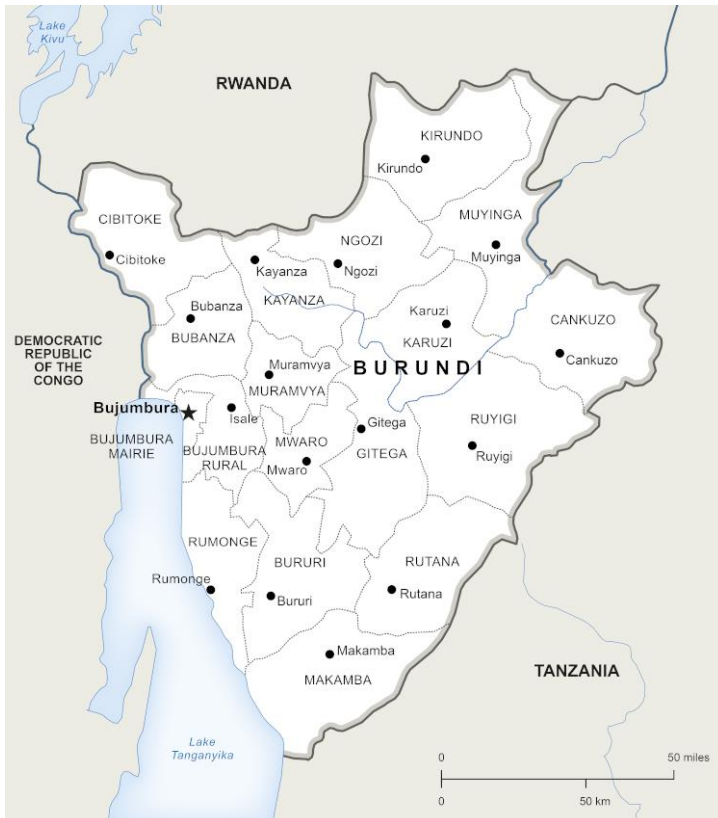 Lake
Kivu
RWANDA
KIRUNDO
Kirundo
CIBITOKE
MUYINGA
NGOZI
Cibitoke
Kayanza
Ngozi
Muyinga
KAYANZA
Bubanza
Karuzi
CANKUZO
BUBANZA
KARUZI
DEMOCRATIC
REPUBLIC
OF THE
CONGO
Cankuzo
Muramvya
BURUNDI
MURAMVYA
Bujumbura
Isale
RUYIGI
Gitega
BUJUMBURA
MAIRIE
BUJUMBURA
RURAL
MWARO
GITEGA
Ruyigi
Mwaro
RUMONGE
BURURI
RUTANA
Rumonge
Bururi
Rutana
Makamba
MAKAMBA
TANZANIA
Lake
Tanganyika
0 50 miles
0 50 km